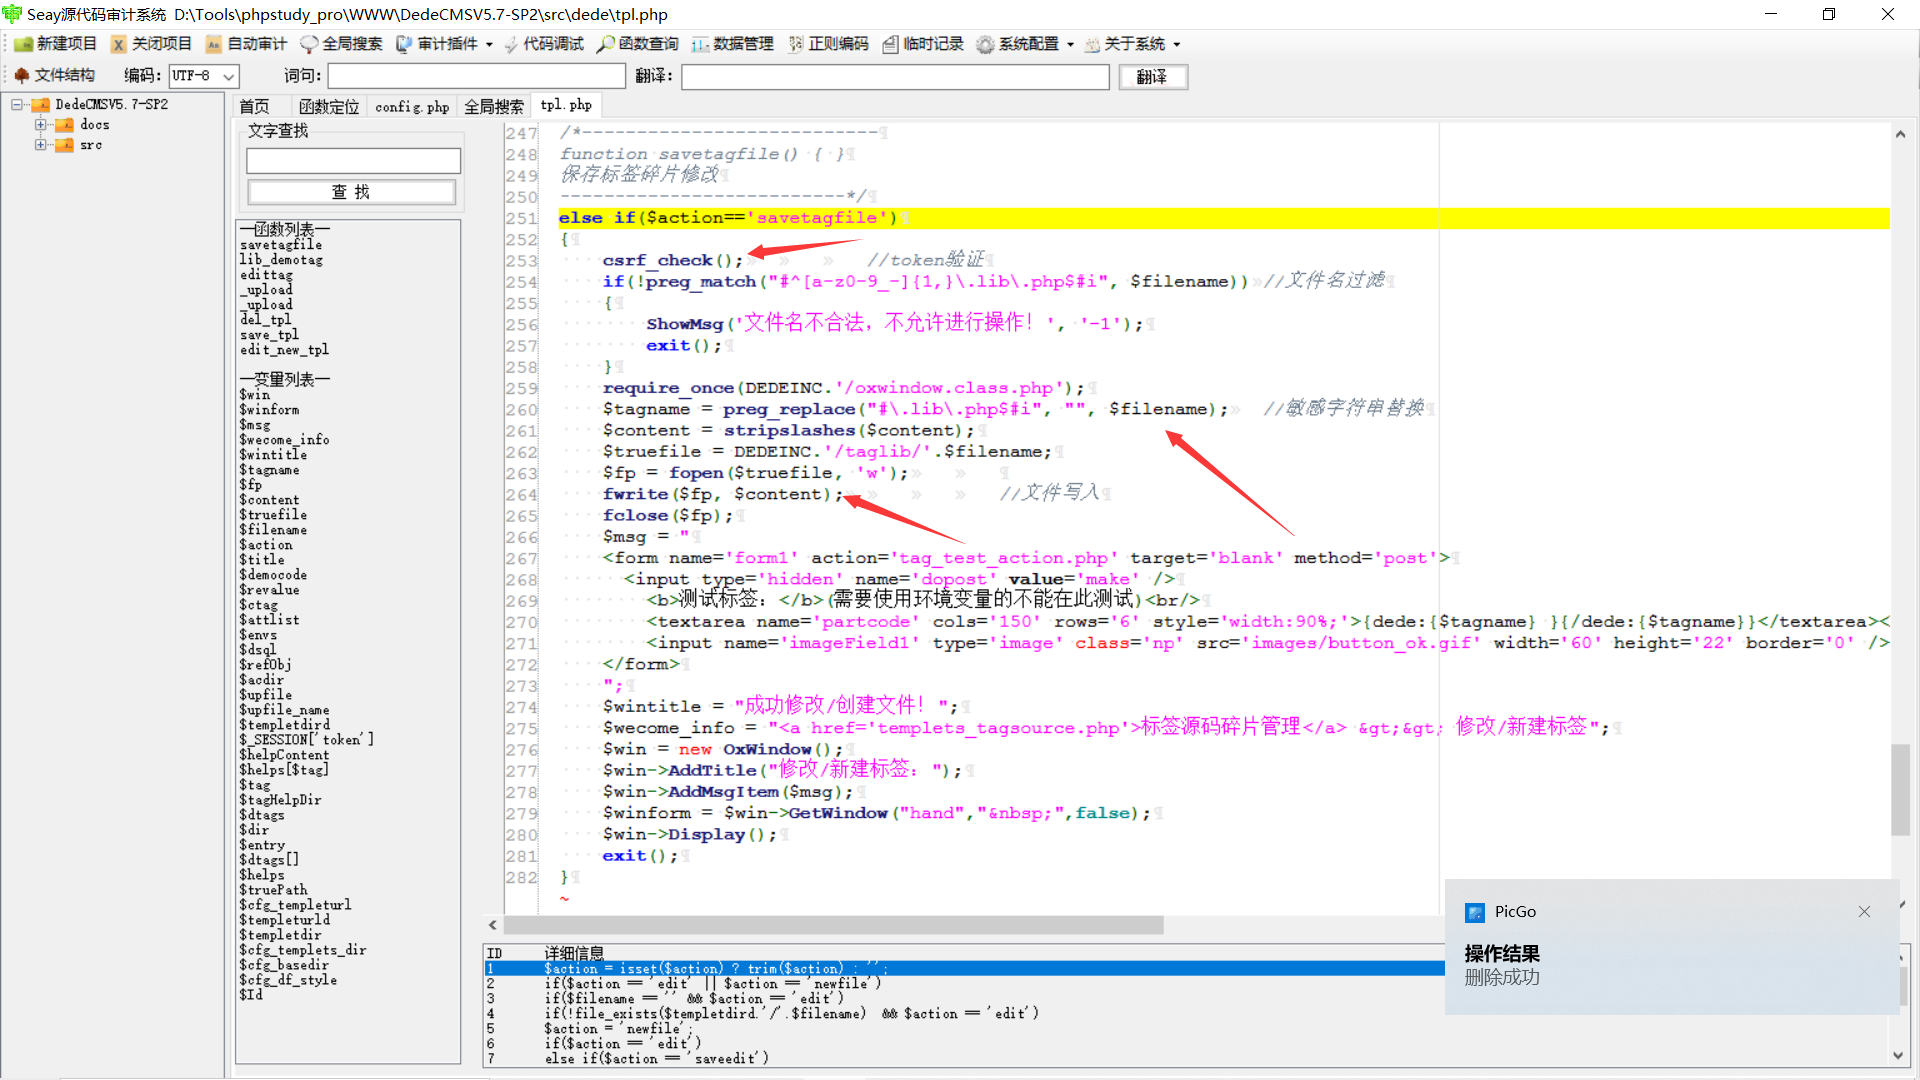 Seay源代码审计系统 D:\Tools\phpstudy_pro\WWW\DedeCMSV5.7-SP2\src\dede\tpl.php
新建项目 关闭项目 自动审计 全局搜索 审计插件 代码调试 函数查询 数据管理 正则编码 临时记录 系统配置 关于系统
文件结构 编码: UTF-8 词句: 翻译: 翻译
DedeCMSV5.7-SP2
docs
src
首页 函数定位 config.php 全局搜索 tpl.php
文字查找
查 找
—函数列表—
savetagfile
lib_demotag
edittag
_upload
_upload
del_tpl
save_tpl
edit_new_tpl
—变量列表—
$win
$winform
$msg
$wecome_info
$wintitle
$tagname
$fp
$content
$truefile
$filename
$action
$title
$democode
$revalue
$ctag
$attlist
$envs
$dsql
$refObj
$acdir
$upfile
$upfile_name
$templetdird
$_SESSION['token']
$helpContent
$helps[$tag]
$tag
$tagHelpDir
$dtags
$dir
$entry
$dtags[]
$helps
$truePath
$cfg_templeturl
$templeturld
$templetdir
$cfg_templets_dir
$cfg_basedir
$cfg_df_style
$Id
247 /*---------------------------
248 function savetagfile() { }
249 保存标签碎片修改
250 --------------------------*/
251 else if($action=='savetagfile')
252 {
253 csrf_check(); //token验证
254 if(!preg_match("#^[a-z0-9_-]{1,}\.lib\.php$#i", $filename)) //文件名过滤
255 {
256 ShowMsg('文件名不合法，不允许进行操作！', '-1');
257 exit();
258 }
259 require_once(DEDEINC.'/oxwindow.class.php');
260 $tagname = preg_replace("#\.lib\.php$#i", "", $filename); //敏感字符串替换
261 $content = stripslashes($content);
262 $truefile = DEDEINC.'/taglib/'.$filename;
263 $fp = fopen($truefile, 'w');
264 fwrite($fp, $content); //文件写入
265 fclose($fp);
266 $msg = "
267 <form name='form1' action='tag_test_action.php' target='blank' method='post'>
268 <input type='hidden' name='dopost' value='make' />
269 <b>测试标签：</b>(需要使用环境变量的不能在此测试)<br/>
270 <textarea name='partcode' cols='150' rows='6' style='width:90%;'>{dede:{$tagname} }{/dede:{$tagname}}</textarea><
271 <input name='imageField1' type='image' class='np' src='images/button_ok.gif' width='60' height='22' border='0' />
272 </form>
273 ";
274 $wintitle = "成功修改/创建文件！";
275 $wecome_info = "<a href='templets_tagsource.php'>标签源码碎片管理</a> &gt;&gt; 修改/新建标签";
276 $win = new OxWindow();
277 $win->AddTitle("修改/新建标签：");
278 $win->AddMsgItem($msg);
279 $winform = $win->GetWindow("hand","&nbsp;",false);
280 $win->Display();
281 exit();
282 }
~
ID 详细信息
1 $action = isset($action) ? trim($action) : '';
2 if($action == 'edit' || $action == 'newfile')
3 if($filename == '' && $action == 'edit')
4 if(!file_exists($templetdird.'/'.$filename) && $action == 'edit')
5 $action = 'newfile';
6 if($action == 'edit')
7 else if($action == 'saveedit')
PicGo
操作结果
删除成功